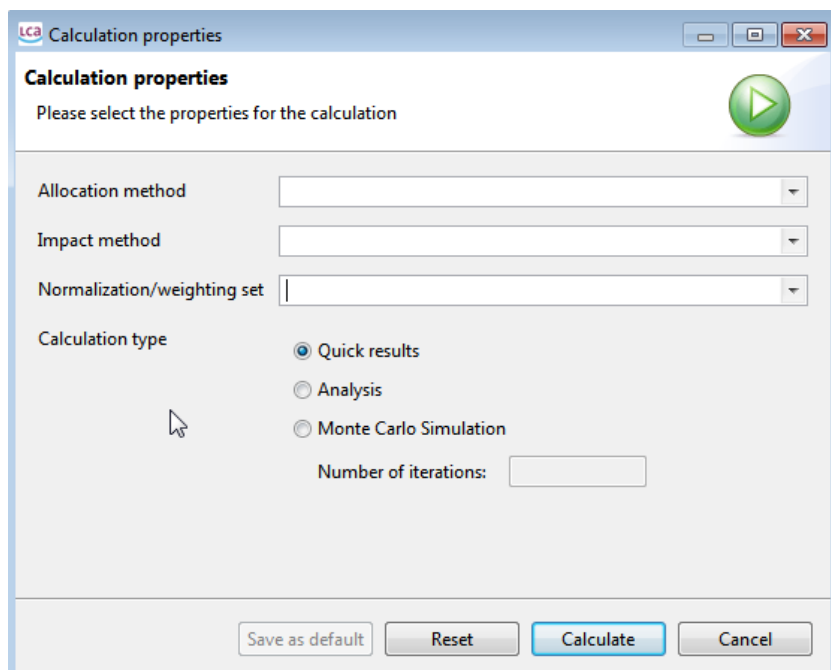 LCA Calculation properties
Calculation properties
Please select the properties for the calculation
Allocation method
Impact method
Normalization/weighting set
Calculation type
Quick results
Analysis
Monte Carlo Simulation
Number of iterations:
Save as default Reset Calculate Cancel